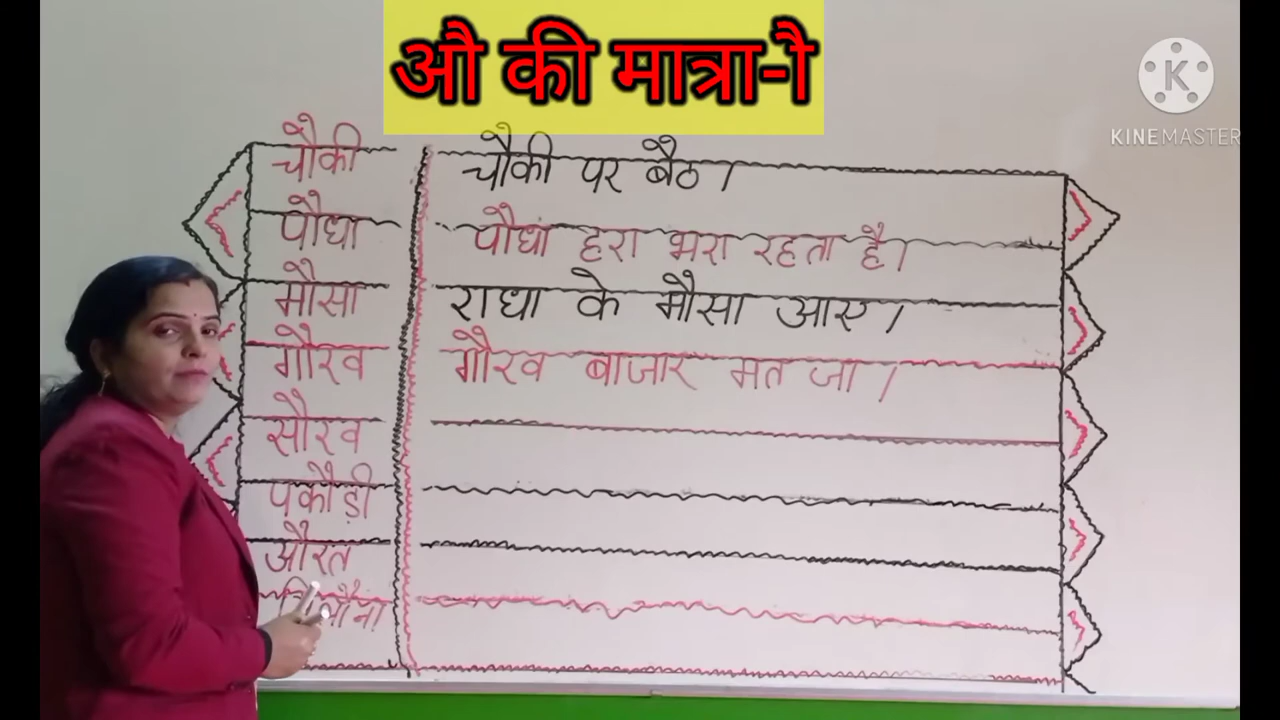 औ की मात्रा-ौ
KINEMASTER
चौकी चौकी पर बैठ।
पौधा पौधा हरा भरा रहता है।
मौसा राधा के मौसा आए।
गौरव गौरव बाजार मत जा।
सौरव
पकौड़ी
औरत